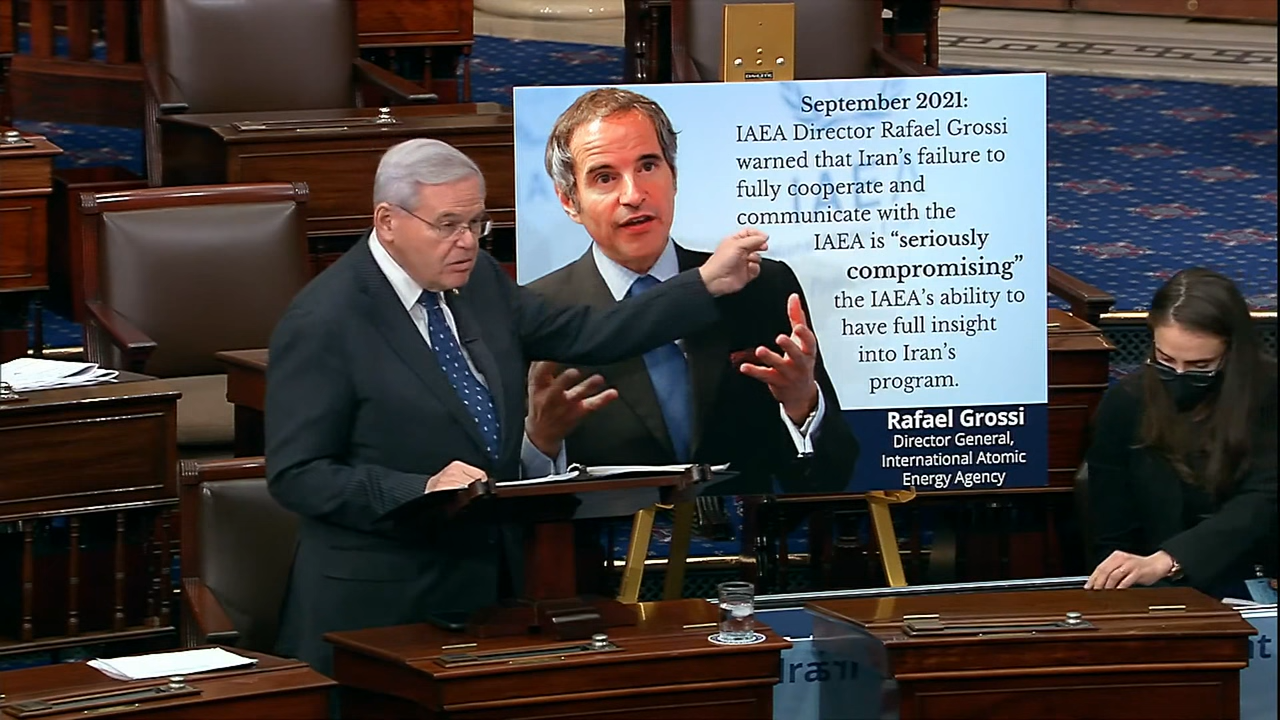 September 2021:
IAEA Director Rafael Grossi
warned that Iran’s failure to
fully cooperate and
communicate with the
IAEA is “seriously
compromising”
the IAEA’s ability to
have full insight
into Iran’s
program.
Rafael Grossi
Director General,
International Atomic
Energy Agency